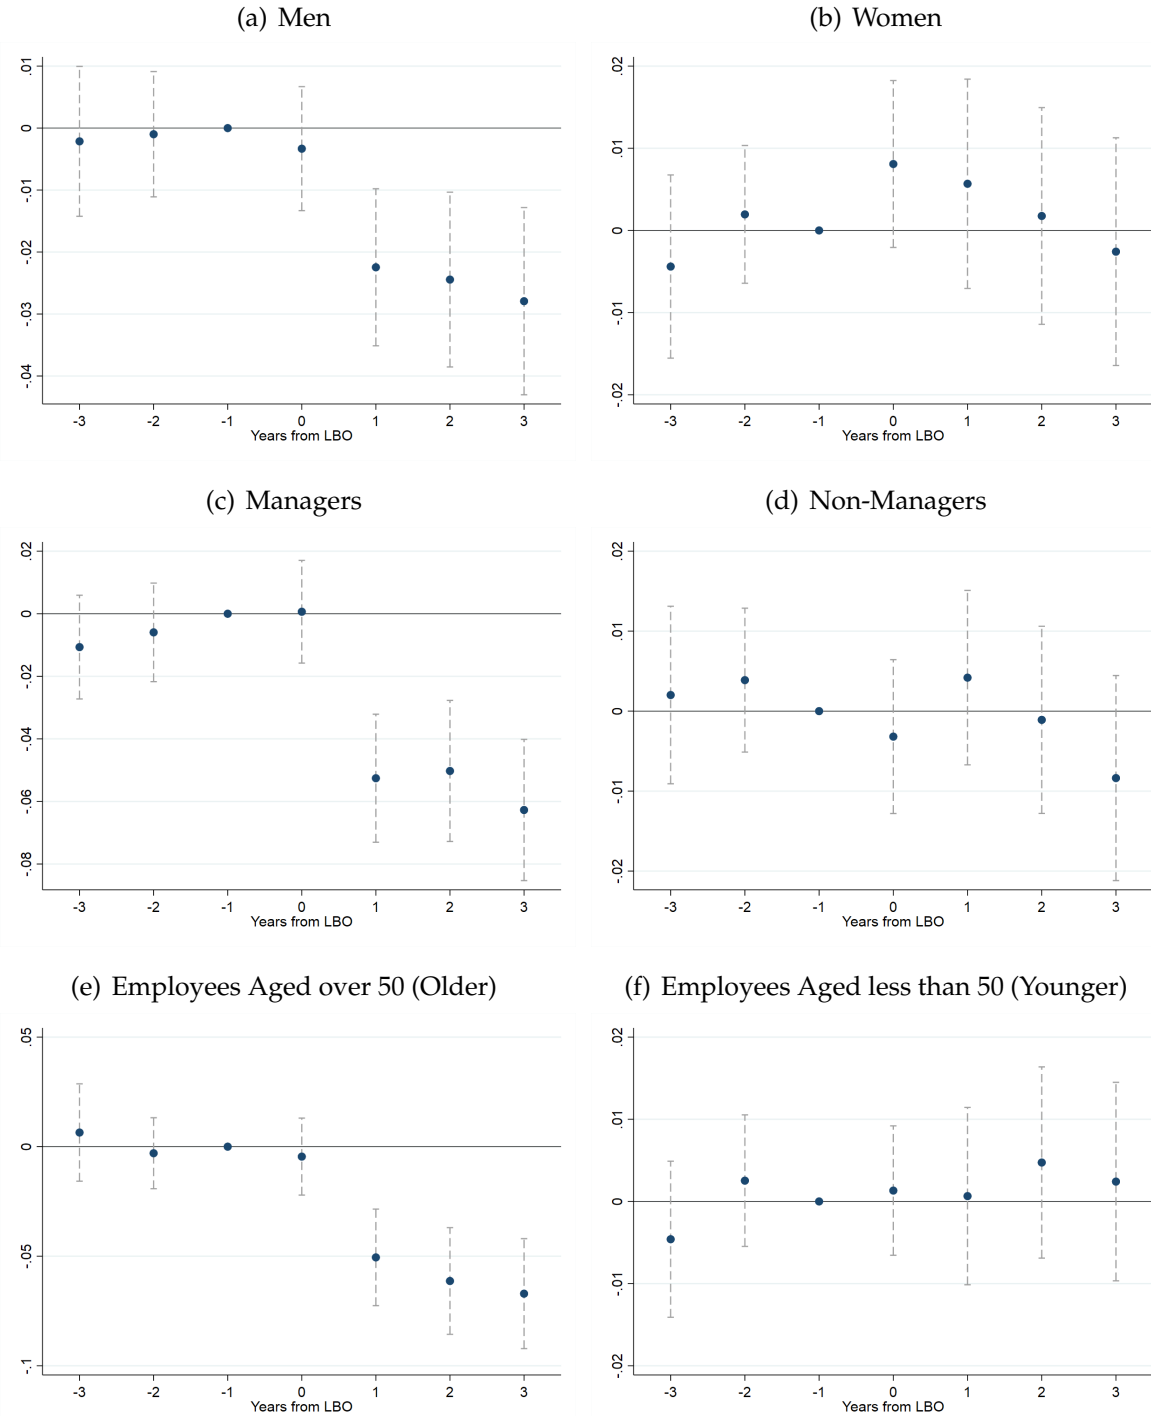 (a) Men
.01
0
-.01
-.02
-.03
-.04
-3 -2 -1 0 1 2 3
Years from LBO
(b) Women
.02
.01
0
-.01
-.02
-3 -2 -1 0 1 2 3
Years from LBO
(c) Managers
.02
0
-.02
-.04
-.06
-.08
-3 -2 -1 0 1 2 3
Years from LBO
(d) Non-Managers
.02
.01
0
-.01
-.02
-3 -2 -1 0 1 2 3
Years from LBO
(e) Employees Aged over 50 (Older)
.05
0
-.05
-.1
-3 -2 -1 0 1 2 3
Years from LBO
(f) Employees Aged less than 50 (Younger)
.02
.01
0
-.01
-.02
-3 -2 -1 0 1 2 3
Years from LBO